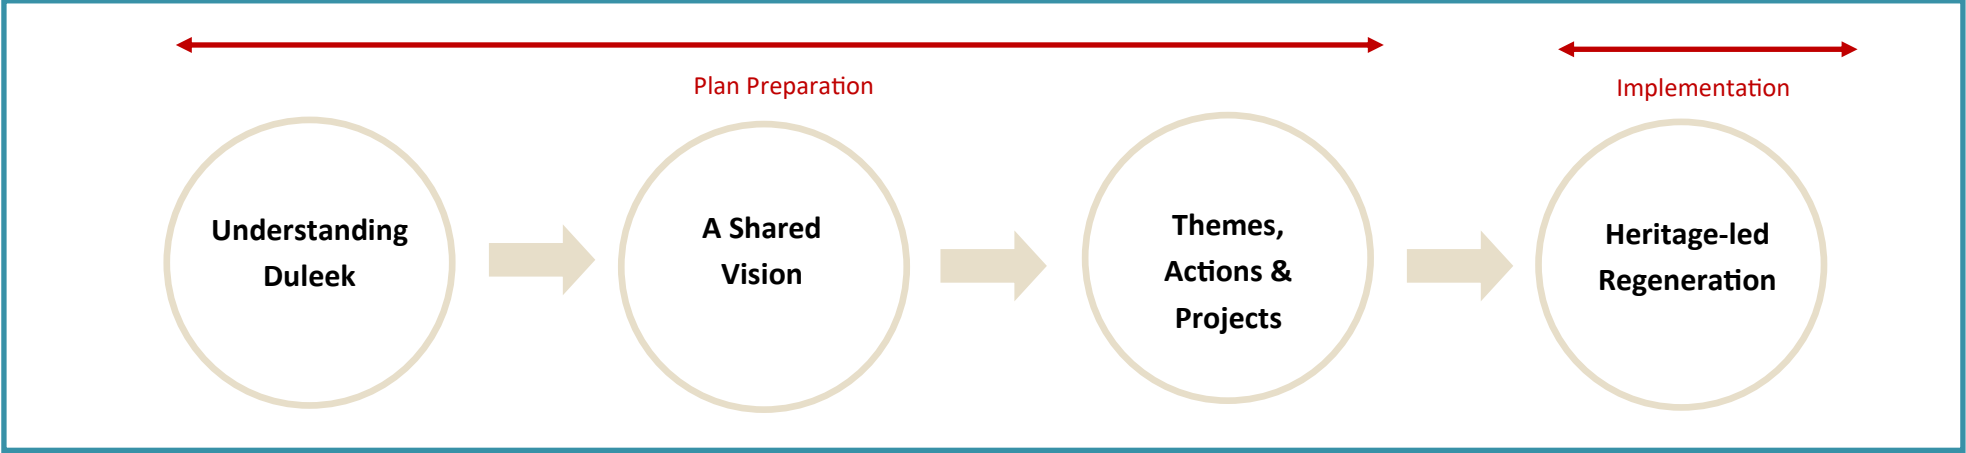 Plan Preparation
Implementation
Understanding
Duleek
A Shared
Vision
Themes,
Actions &
Projects
Heritage-led
Regeneration